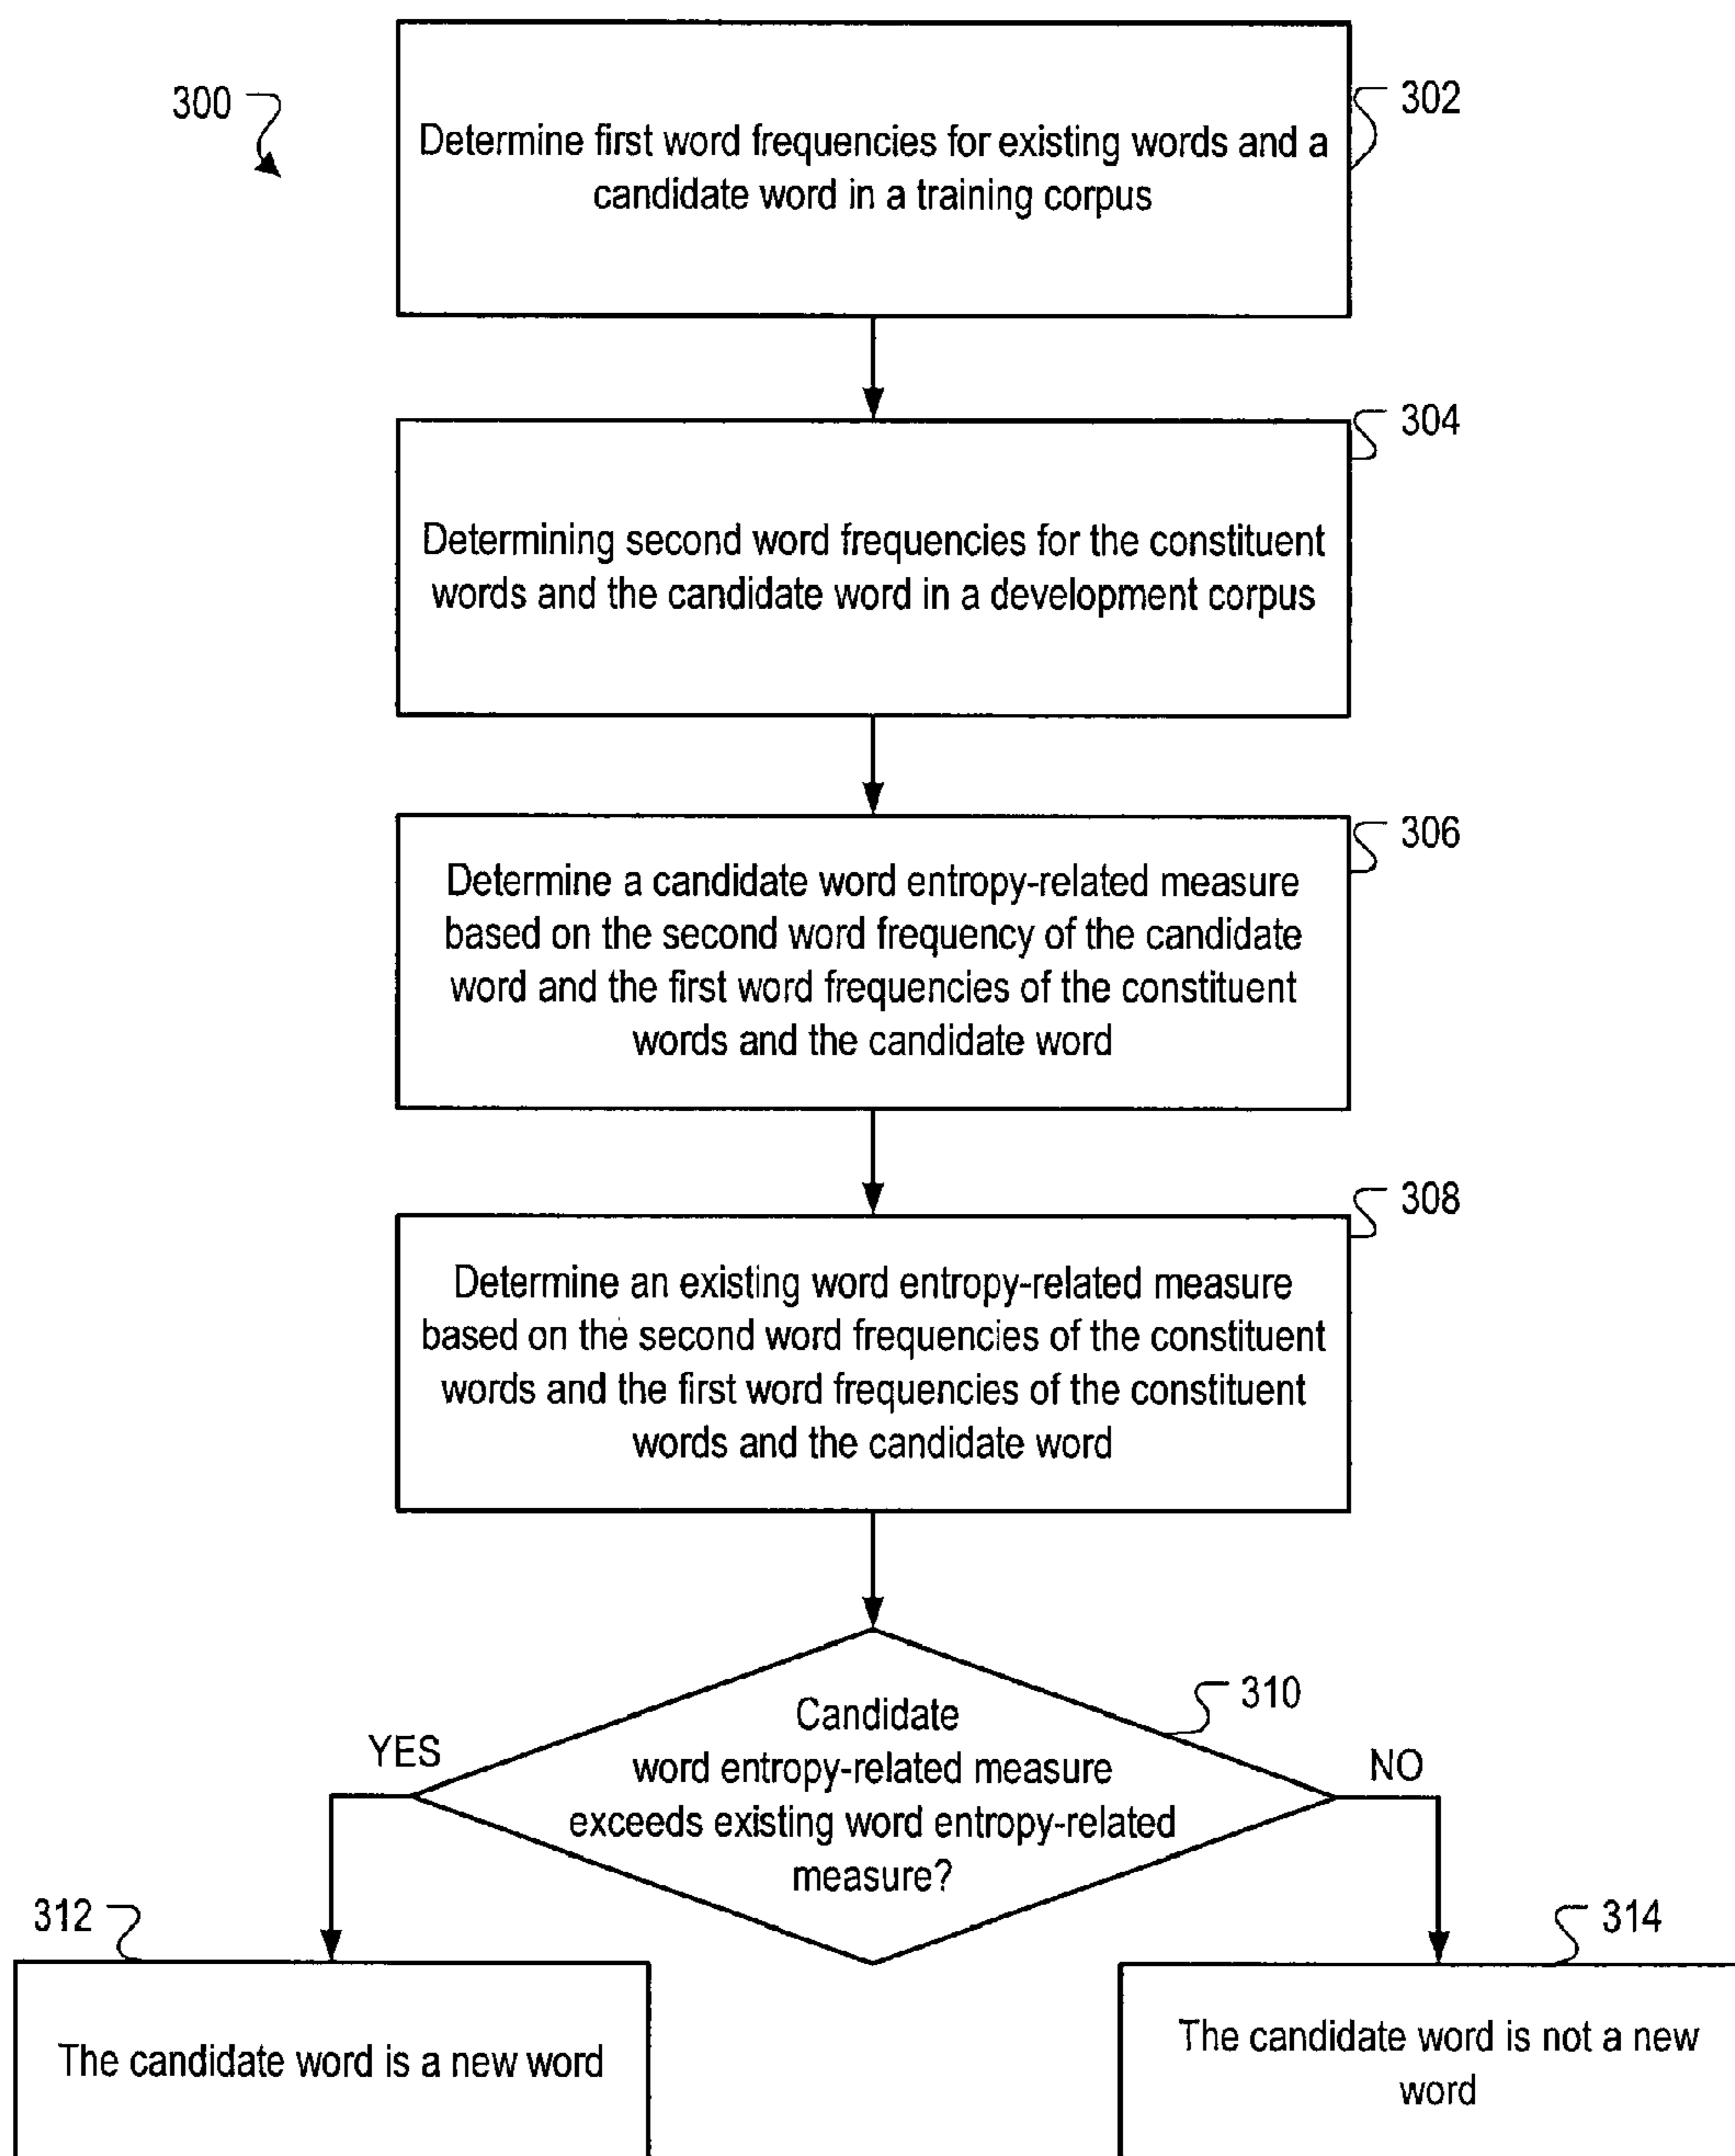 300
302
Determine first word frequencies for existing words and a
candidate word in a training corpus
304
Determining second word frequencies for the constituent
words and the candidate word in a development corpus
306
Determine a candidate word entropy-related measure
based on the second word frequency of the candidate
word and the first word frequencies of the constituent
words and the candidate word
308
Determine an existing word entropy-related measure
based on the second word frequencies of the constituent
words and the first word frequencies of the constituent
words and the candidate word
310
Candidate
word entropy-related measure
exceeds existing word entropy-related
measure?
YES
NO
312
The candidate word is a new word
314
The candidate word is not a new
word